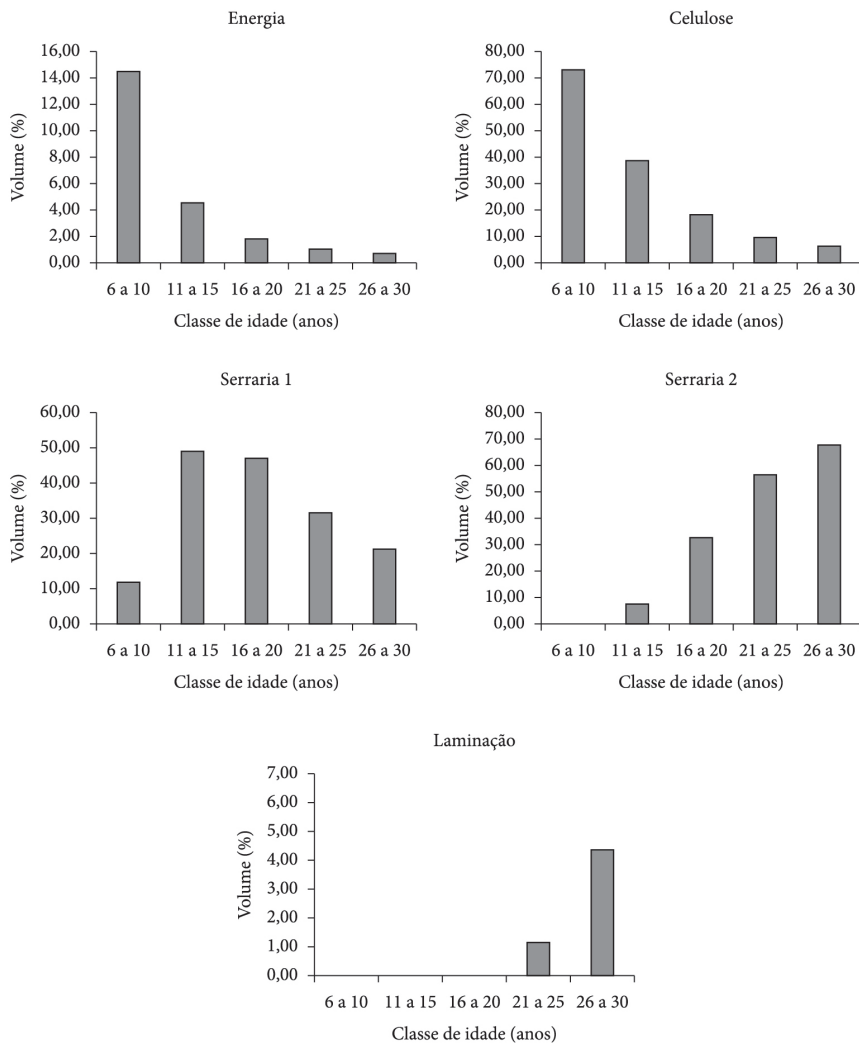 Energia
Volume (%)
16,00
14,00
12,00
10,00
8,00
6,00
4,00
2,00
0,00
6 a 10 11 a 15 16 a 20 21 a 25 26 a 30
Classe de idade (anos)
Celulose
Volume (%)
80,00
70,00
60,00
50,00
40,00
30,00
20,00
10,00
0,00
6 a 10 11 a 15 16 a 20 21 a 25 26 a 30
Classe de idade (anos)
Serraria 1
Volume (%)
60,00
50,00
40,00
30,00
20,00
10,00
0,00
6 a 10 11 a 15 16 a 20 21 a 25 26 a 30
Classe de idade (anos)
Serraria 2
Volume (%)
80,00
70,00
60,00
50,00
40,00
30,00
20,00
10,00
0,00
6 a 10 11 a 15 16 a 20 21 a 25 26 a 30
Classe de idade (anos)
Laminação
Volume (%)
7,00
6,00
5,00
4,00
3,00
2,00
1,00
0,00
6 a 10 11 a 15 16 a 20 21 a 25 26 a 30
Classe de idade (anos)